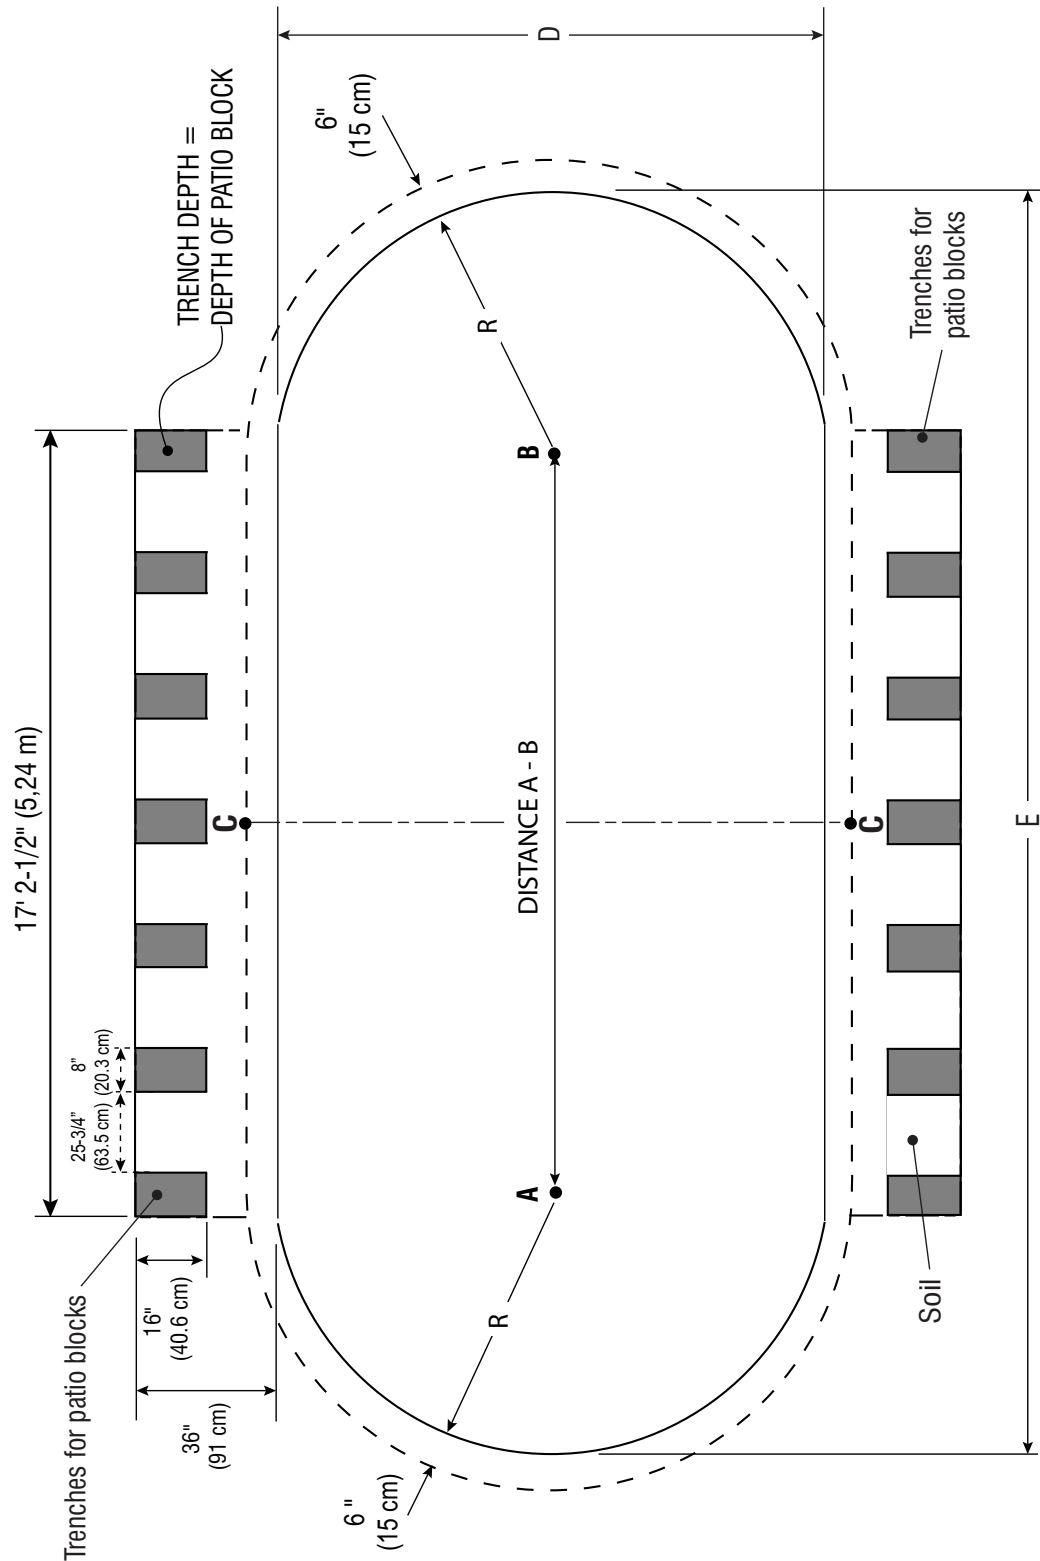 17' 2-1/2" (5,24 m)
TRENCH DEPTH =
DEPTH OF PATIO BLOCK
25-3/4"
(63.5 cm)
8"
(20.3 cm)
Trenches for patio blocks
16"
(40.6 cm)
36"
(91 cm)
6"
(15 cm)
D
C
R
R
A
B
DISTANCE A - B
6 "
(15 cm)
C
Soil
Trenches for
patio blocks
E